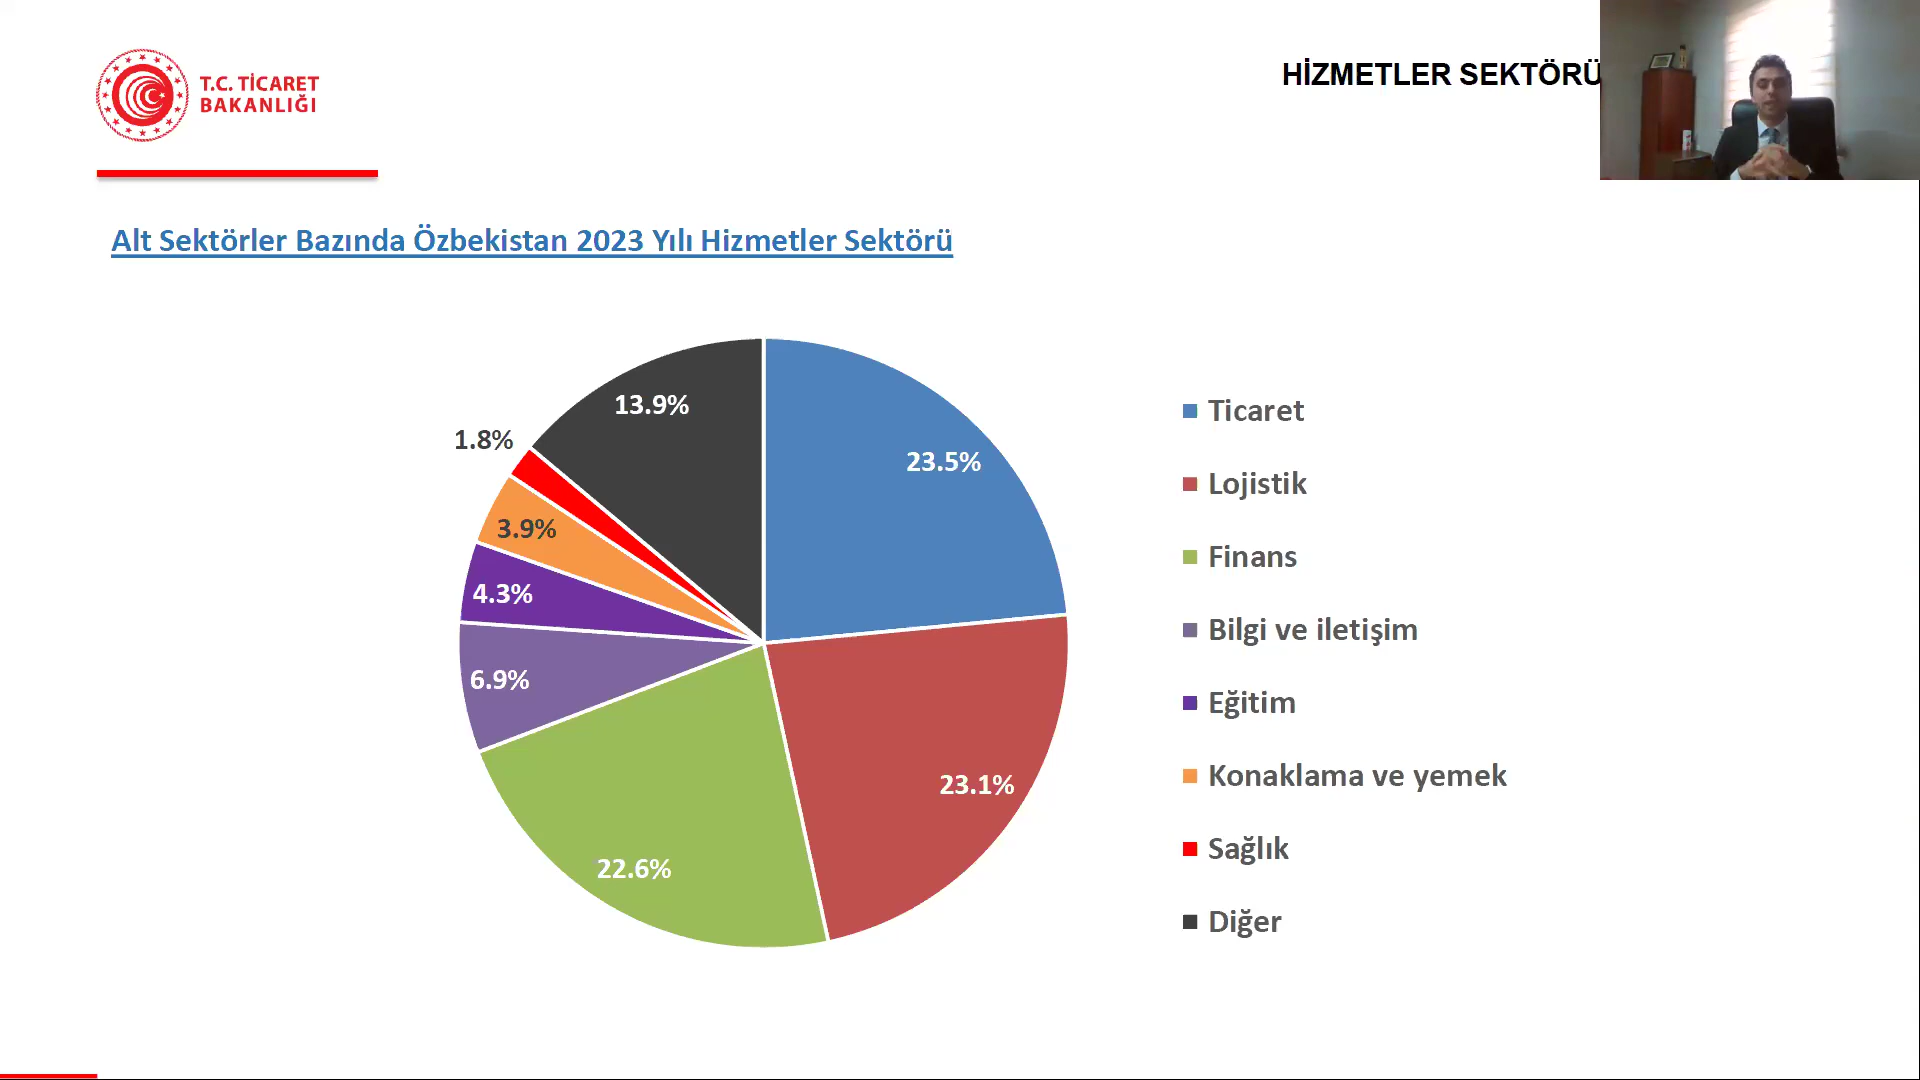 T.C. TİCARET
BAKANLIĞI
HİZMETLER SEKTÖRÜ
Alt Sektörler Bazında Özbekistan 2023 Yılı Hizmetler Sektörü
13.9%
1.8%
23.5%
3.9%
4.3%
6.9%
23.1%
22.6%
Ticaret
Lojistik
Finans
Bilgi ve iletişim
Eğitim
Konaklama ve yemek
Sağlık
Diğer